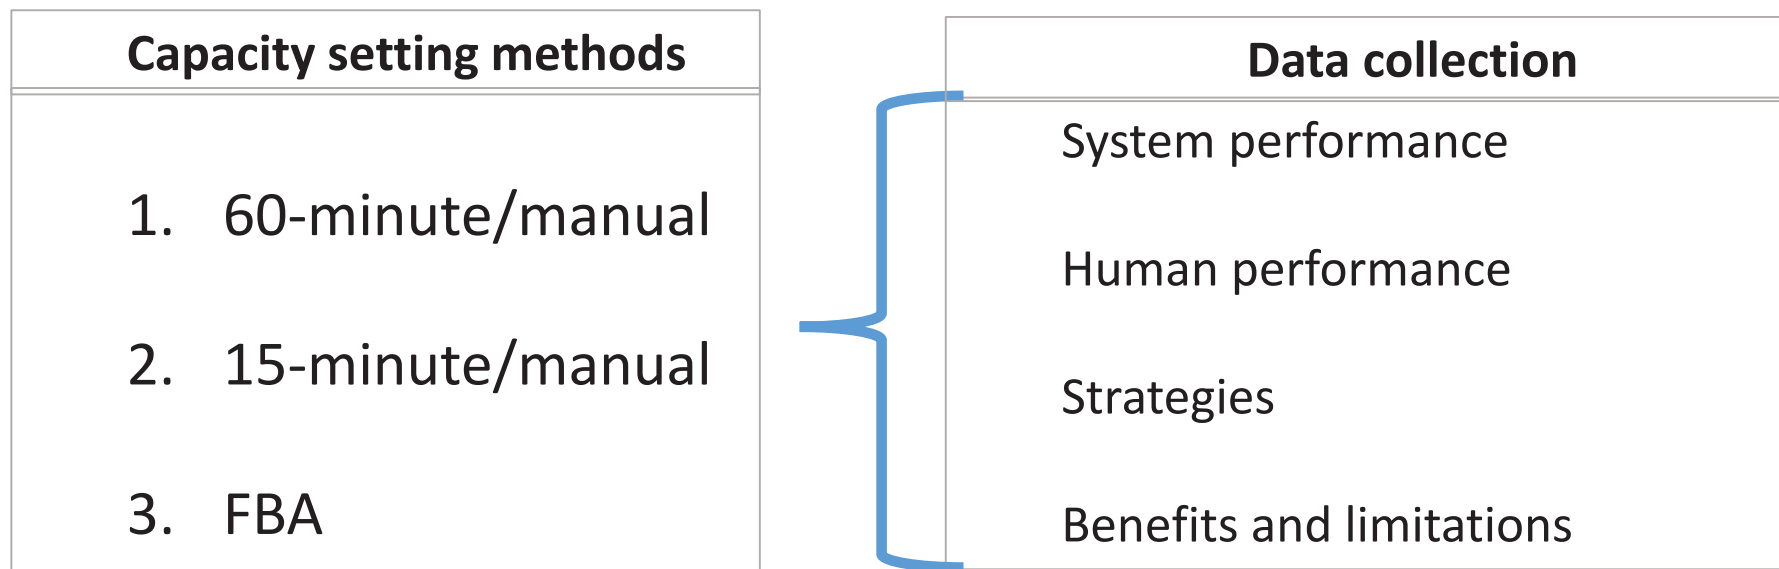 Capacity setting methods
1. 60-minute/manual
2. 15-minute/manual
3. FBA
Data collection
System performance
Human performance
Strategies
Benefits and limitations